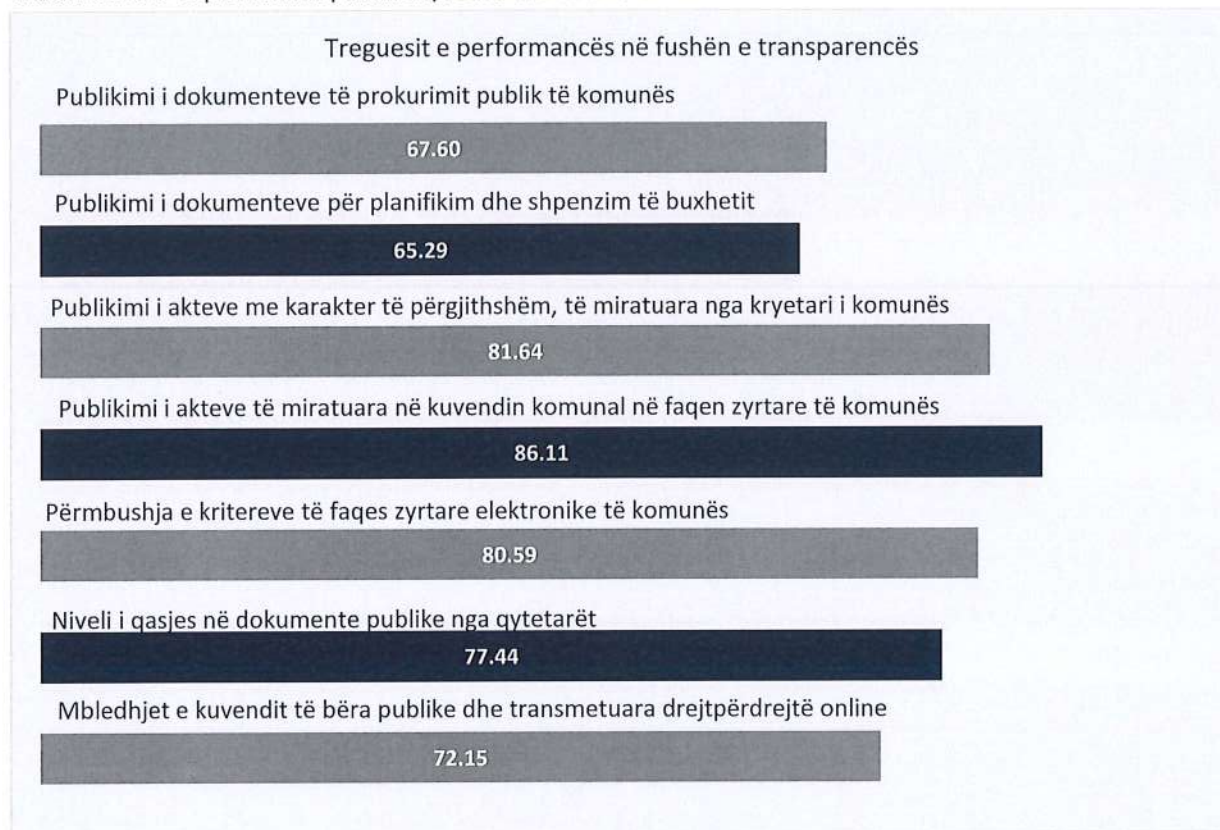 Treguesit e performancës në fushën e transparencës
Publikimi i dokumenteve të prokurimit publik të komunës
67.60
Publikimi i dokumenteve për planifikim dhe shpenzim të buxhetit
65.29
Publikimi i akteve me karakter të përgjithshëm, të miratuara nga kryetari i komunës
81.64
Publikimi i akteve të miratuara në kuvendin komunal në faqen zyrtare të komunës
86.11
Përmbushja e kritereve të faqes zyrtare elektronike të komunës
80.59
Niveli i qasjes në dokumente publike nga qytetarët
77.44
Mbledhjet e kuvendit të bëra publike dhe transmetuara drejtpërdrejtë online
72.15